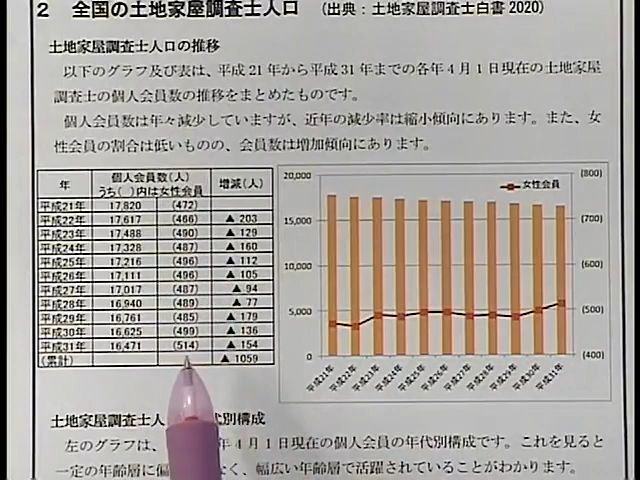 2 全国の土地家屋調査士人口 (出典：土地家屋調査士白書 2020)
土地家屋調査士人口の推移
以下のグラフ及び表は、平成21年から平成31年までの各年4月1日現在の土地家屋
調査士の個人会員数の推移をまとめたものです。
個人会員数は年々減少していますが、近年の減少率は縮小傾向にあります。また、女
性会員の割合は低いものの、会員数は増加傾向にあります。
年 個人会員数(人) うち( )内は女性会員 増減(人)
平成21年 17,820 (472)
平成22年 17,617 (466) ▲ 203
平成23年 17,488 (490) ▲ 129
平成24年 17,328 (487) ▲ 160
平成25年 17,216 (496) ▲ 112
平成26年 17,111 (496) ▲ 105
平成27年 17,017 (487) ▲ 94
平成28年 16,940 (489) ▲ 77
平成29年 16,761 (485) ▲ 179
平成30年 16,625 (499) ▲ 136
平成31年 16,471 (514) ▲ 154
(累計) ▲ 1059
20,000 (800)
女性会員
15,000 (700)
10,000 (600)
5,000 (500)
0 (400)
平成21年 平成22年 平成23年 平成24年 平成25年 平成26年 平成27年 平成28年 平成29年 平成30年 平成31年
土地家屋調査士人 代別構成
左のグラフは、 年4月1日現在の個人会員の年代別構成です。これを見ると
一定の年齢層に偏 なく、幅広い年齢層で活躍されていることがわかります。